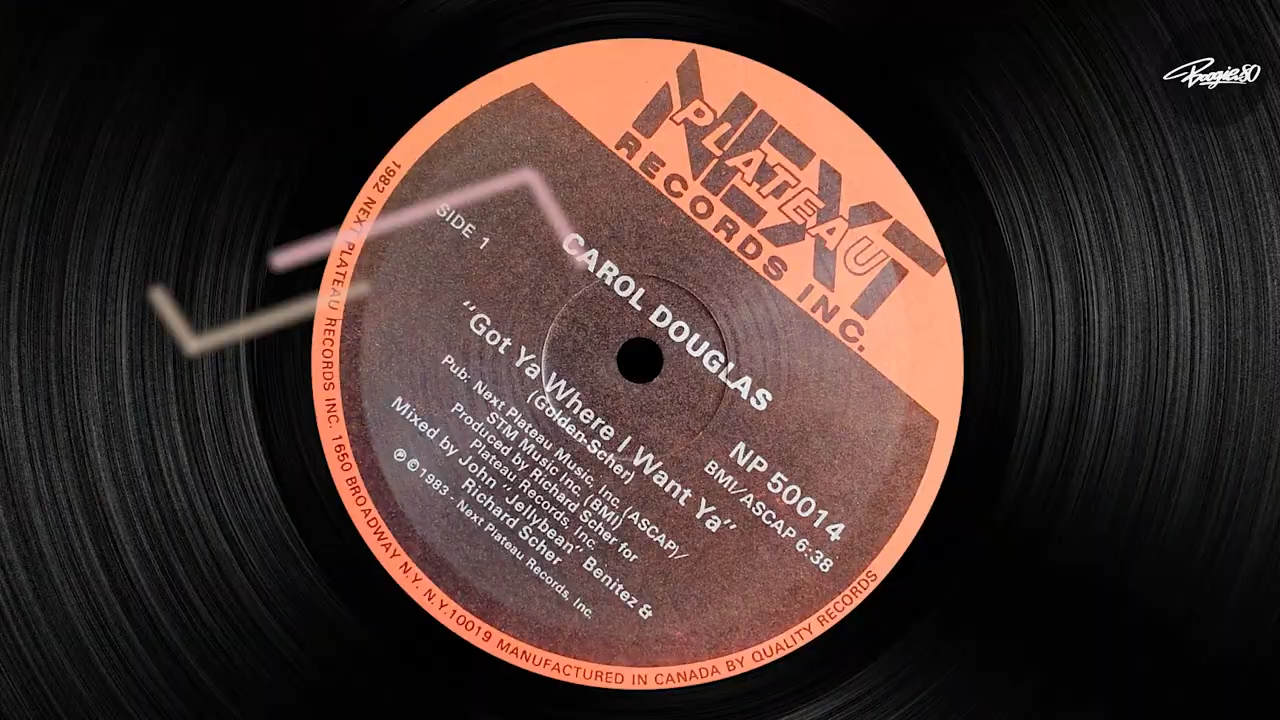 Boogie80
NEXT
PLATEAU
RECORDS INC.
SIDE 1
CAROL DOUGLAS
"Got Ya Where I Want Ya"
(Golden-Scher)
NP 50014
BMI/ASCAP 6:38
Pub: Next Plateau Music, Inc. (ASCAP)/
STM Music Inc. (BMI)
Produced by Richard Scher for
Plateau Records, Inc.
Mixed by John "Jellybean" Benitez &
Richard Scher
℗©1983 - Next Plateau Records, Inc.
1982 NEXT PLATEAU RECORDS INC. 1650 BROADWAY N.Y. N.Y. 10019 MANUFACTURED IN CANADA BY QUALITY RECORDS